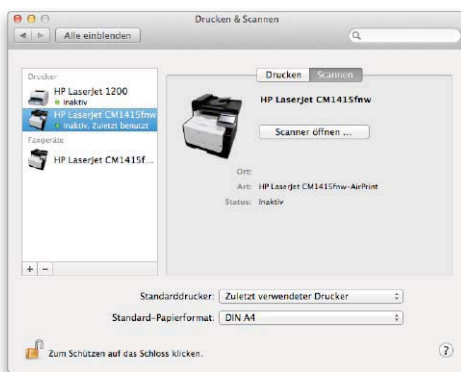 Drucken & Scannen
Alle einblenden
Drucker
HP LaserJet 1200
Inaktiv
HP LaserJet CM1415fnw
Inaktiv, Zuletzt benutzt
Faxgeräte
HP LaserJet CM1415f...
Drucken Scannen
HP LaserJet CM1415fnw
Scanner öffnen ...
Ort:
Art: HP LaserJet CM1415fnw-AirPrint
Status: Inaktiv
+ −
Standarddrucker: Zuletzt verwendeter Drucker
Standard-Papierformat: DIN A4
Zum Schützen auf das Schloss klicken.
?